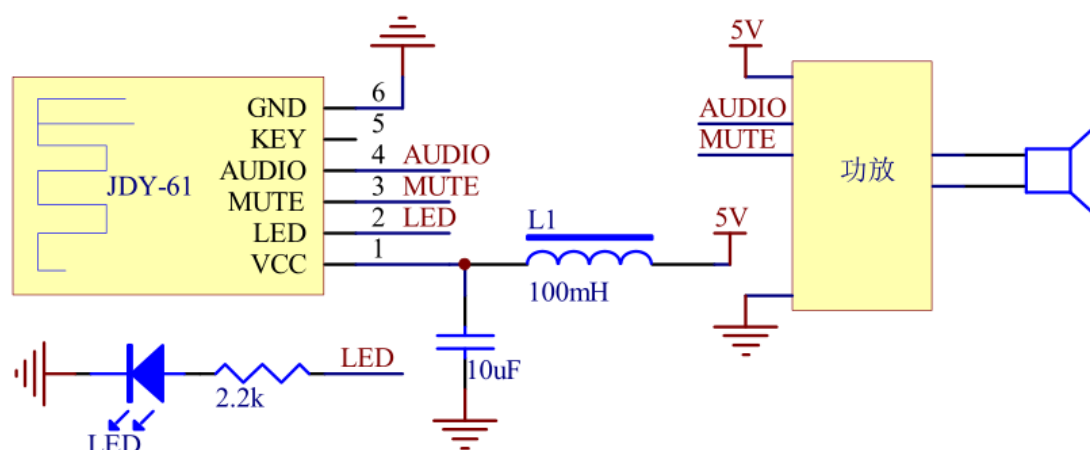 5V
GND 6
KEY 5
AUDIO 4 AUDIO
JDY-61
MUTE 3 MUTE
LED 2 LED
VCC 1
L1
100mH
5V
10uF
AUDIO
MUTE
功放
LED
2.2k
LED